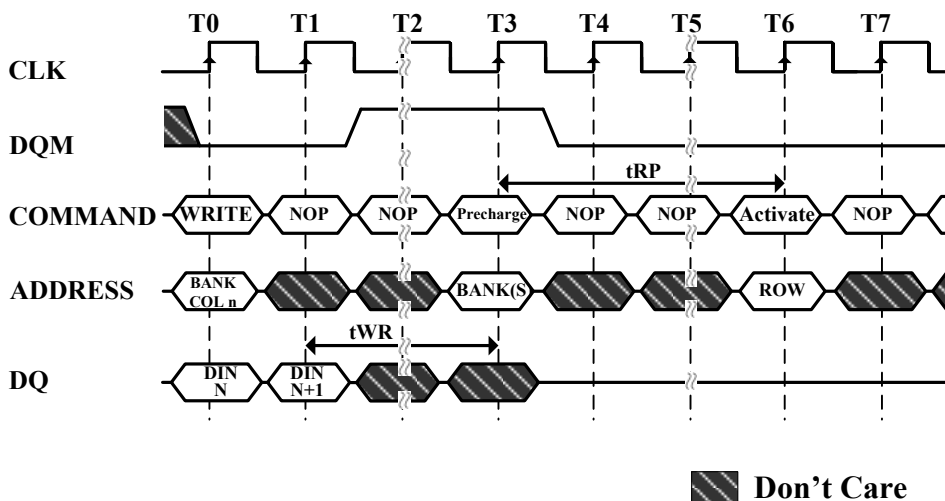 T0 T1 T2 T3 T4 T5 T6 T7
CLK
DQM
tRP
COMMAND WRITE NOP NOP Precharge NOP NOP Activate NOP
ADDRESS BANK COL n BANK(S ROW
tWR
DQ DIN N DIN N+1
Don't Care